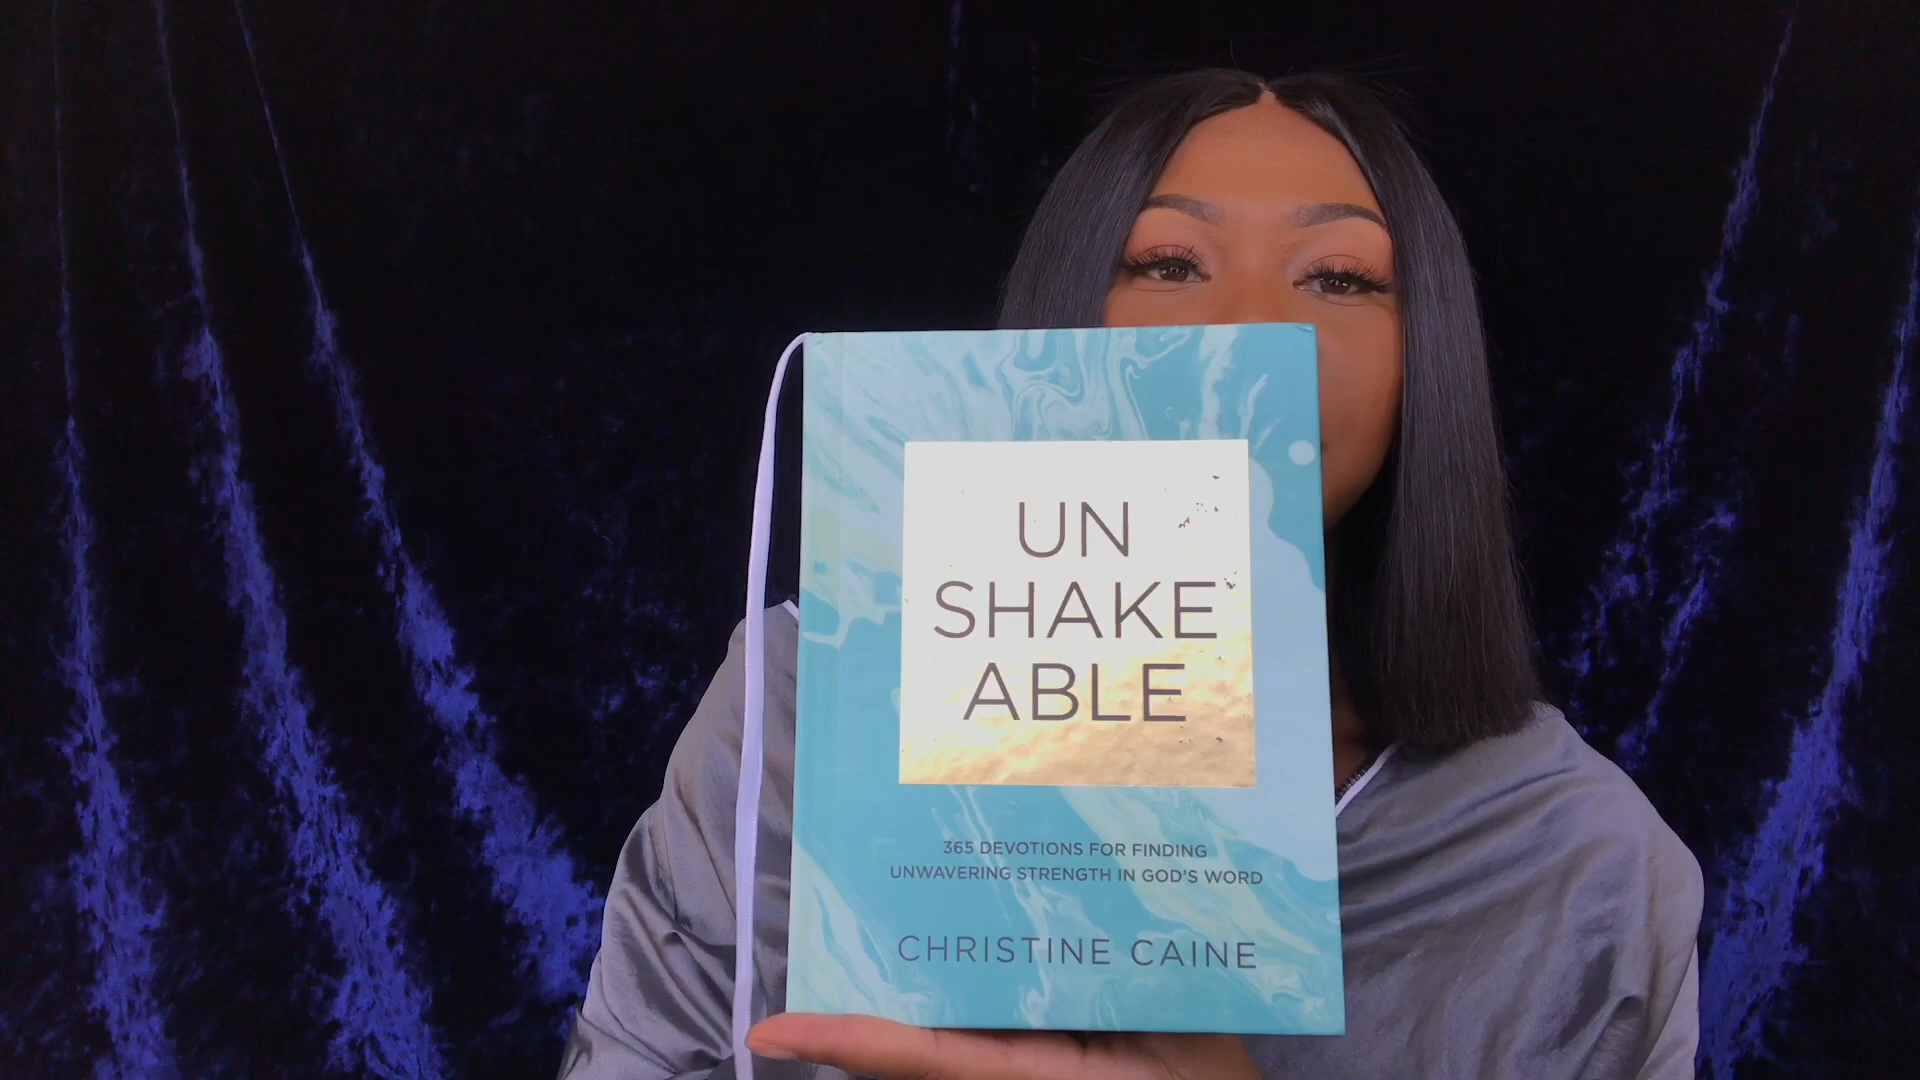 UN
SHAKE
ABLE
365 DEVOTIONS FOR FINDING
UNWAVERING STRENGTH IN GOD'S WORD
CHRISTINE CAINE